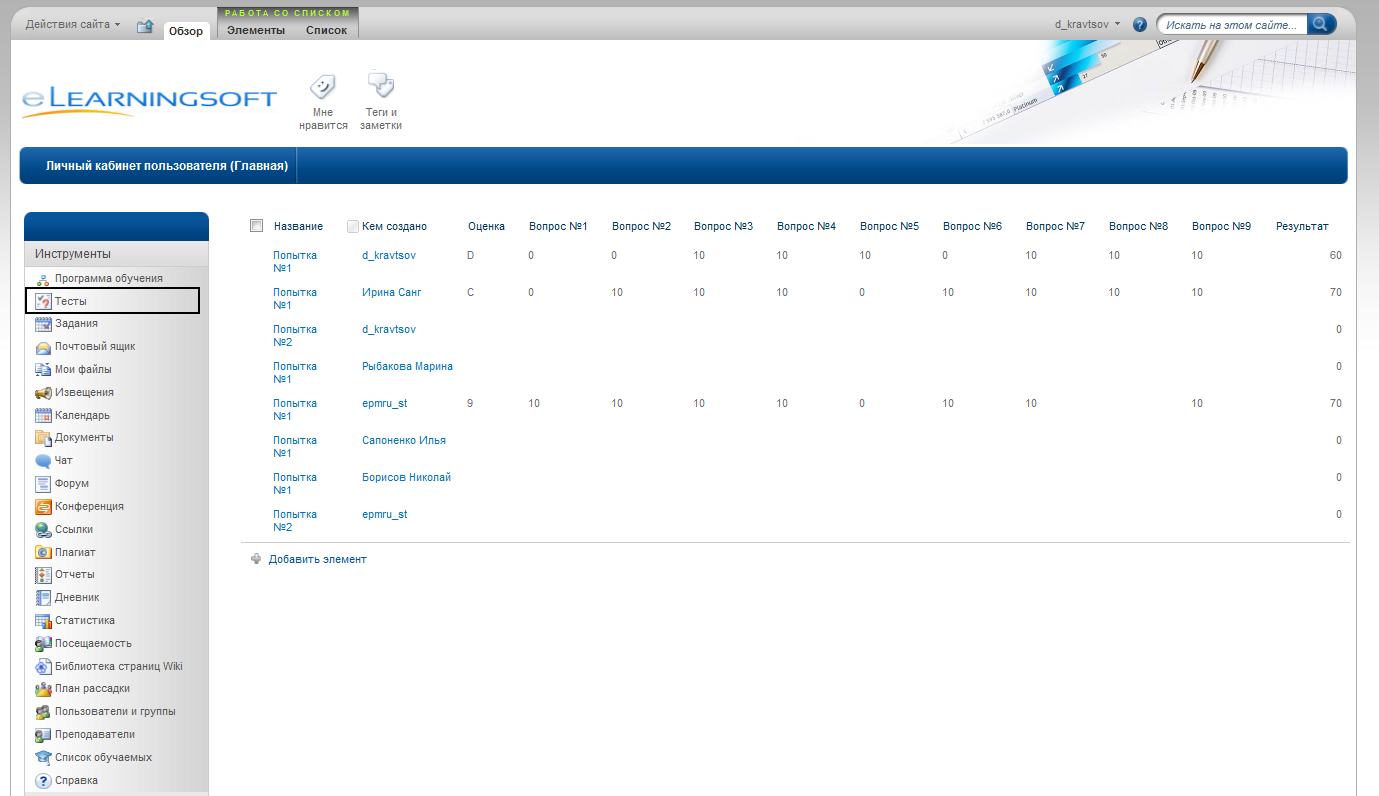 Действия сайта
Обзор
РАБОТА СО СПИСКОМ
Элементы Список
d_kravtsov
Искать на этом сайте...
eLearningsoft
Мне нравится
Теги и заметки
Platinum
Личный кабинет пользователя (Главная)
Инструменты
Программа обучения
Тесты
Задания
Почтовый ящик
Мои файлы
Извещения
Календарь
Документы
Чат
Форум
Конференция
Ссылки
Плагиат
Отчеты
Дневник
Статистика
Посещаемость
Библиотека страниц Wiki
План рассадки
Пользователи и группы
Преподаватели
Список обучаемых
Справка
Название Кем создано Оценка Вопрос №1 Вопрос №2 Вопрос №3 Вопрос №4 Вопрос №5 Вопрос №6 Вопрос №7 Вопрос №8 Вопрос №9 Результат
Попытка №1 d_kravtsov D 0 0 10 10 10 0 10 10 10 60
Попытка №1 Ирина Санг C 0 10 10 10 0 10 10 10 10 70
Попытка №2 d_kravtsov 0
Попытка №1 Рыбакова Марина 0
Попытка №1 epmru_st 9 10 10 10 10 0 10 10 10 70
Попытка №1 Сапоненко Илья 0
Попытка №1 Борисов Николай 0
Попытка №2 epmru_st 0
Добавить элемент